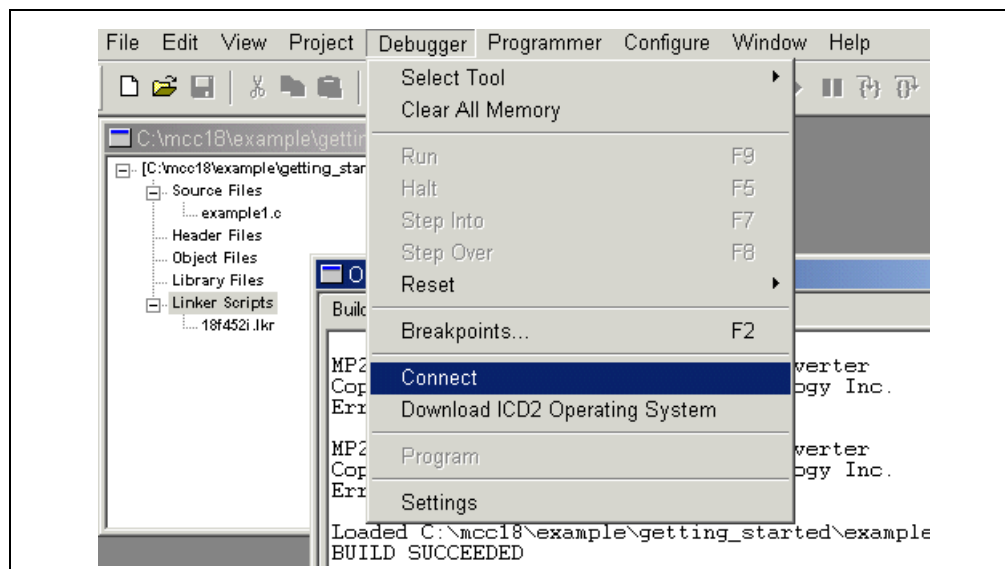 File Edit View Project Debugger Programmer Configure Window Help
Select Tool
Clear All Memory
C:\mcc18\example\gettin
Run F9
[C:\mcc18\example\getting_star
Halt F5
Source Files
Step Into F7
example1.c
Step Over F8
Header Files
Object Files
Reset
Library Files
Linker Scripts
18f452i.lkr
Breakpoints... F2
Connect
Download ICD2 Operating System
Program
Settings
O
Build
MP2 verter
Cop ogy Inc.
Err
MP2 verter
Cop ogy Inc.
Err
Loaded C:\mcc18\example\getting_started\example
BUILD SUCCEEDED